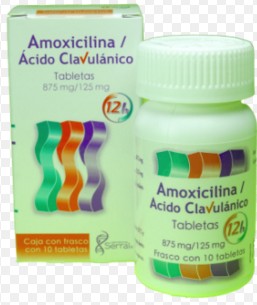 Amoxicilina /
Ácido Clavulánico
Tabletas
875 mg/125 mg
12h
Caja con frasco
con 10 tabletas
Serral
Amoxicilina /
Ácido Clavulánico
Tabletas
12h
875 mg/125 mg
Frasco con 10 tabletas